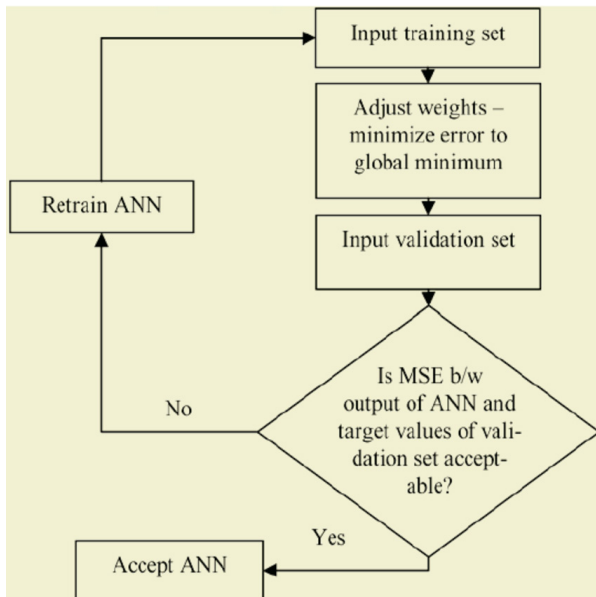 Input training set
Adjust weights –
minimize error to
global minimum
Retrain ANN
Input validation set
Is MSE b/w
output of ANN and
target values of vali-
dation set accept-
able?
No
Yes
Accept ANN